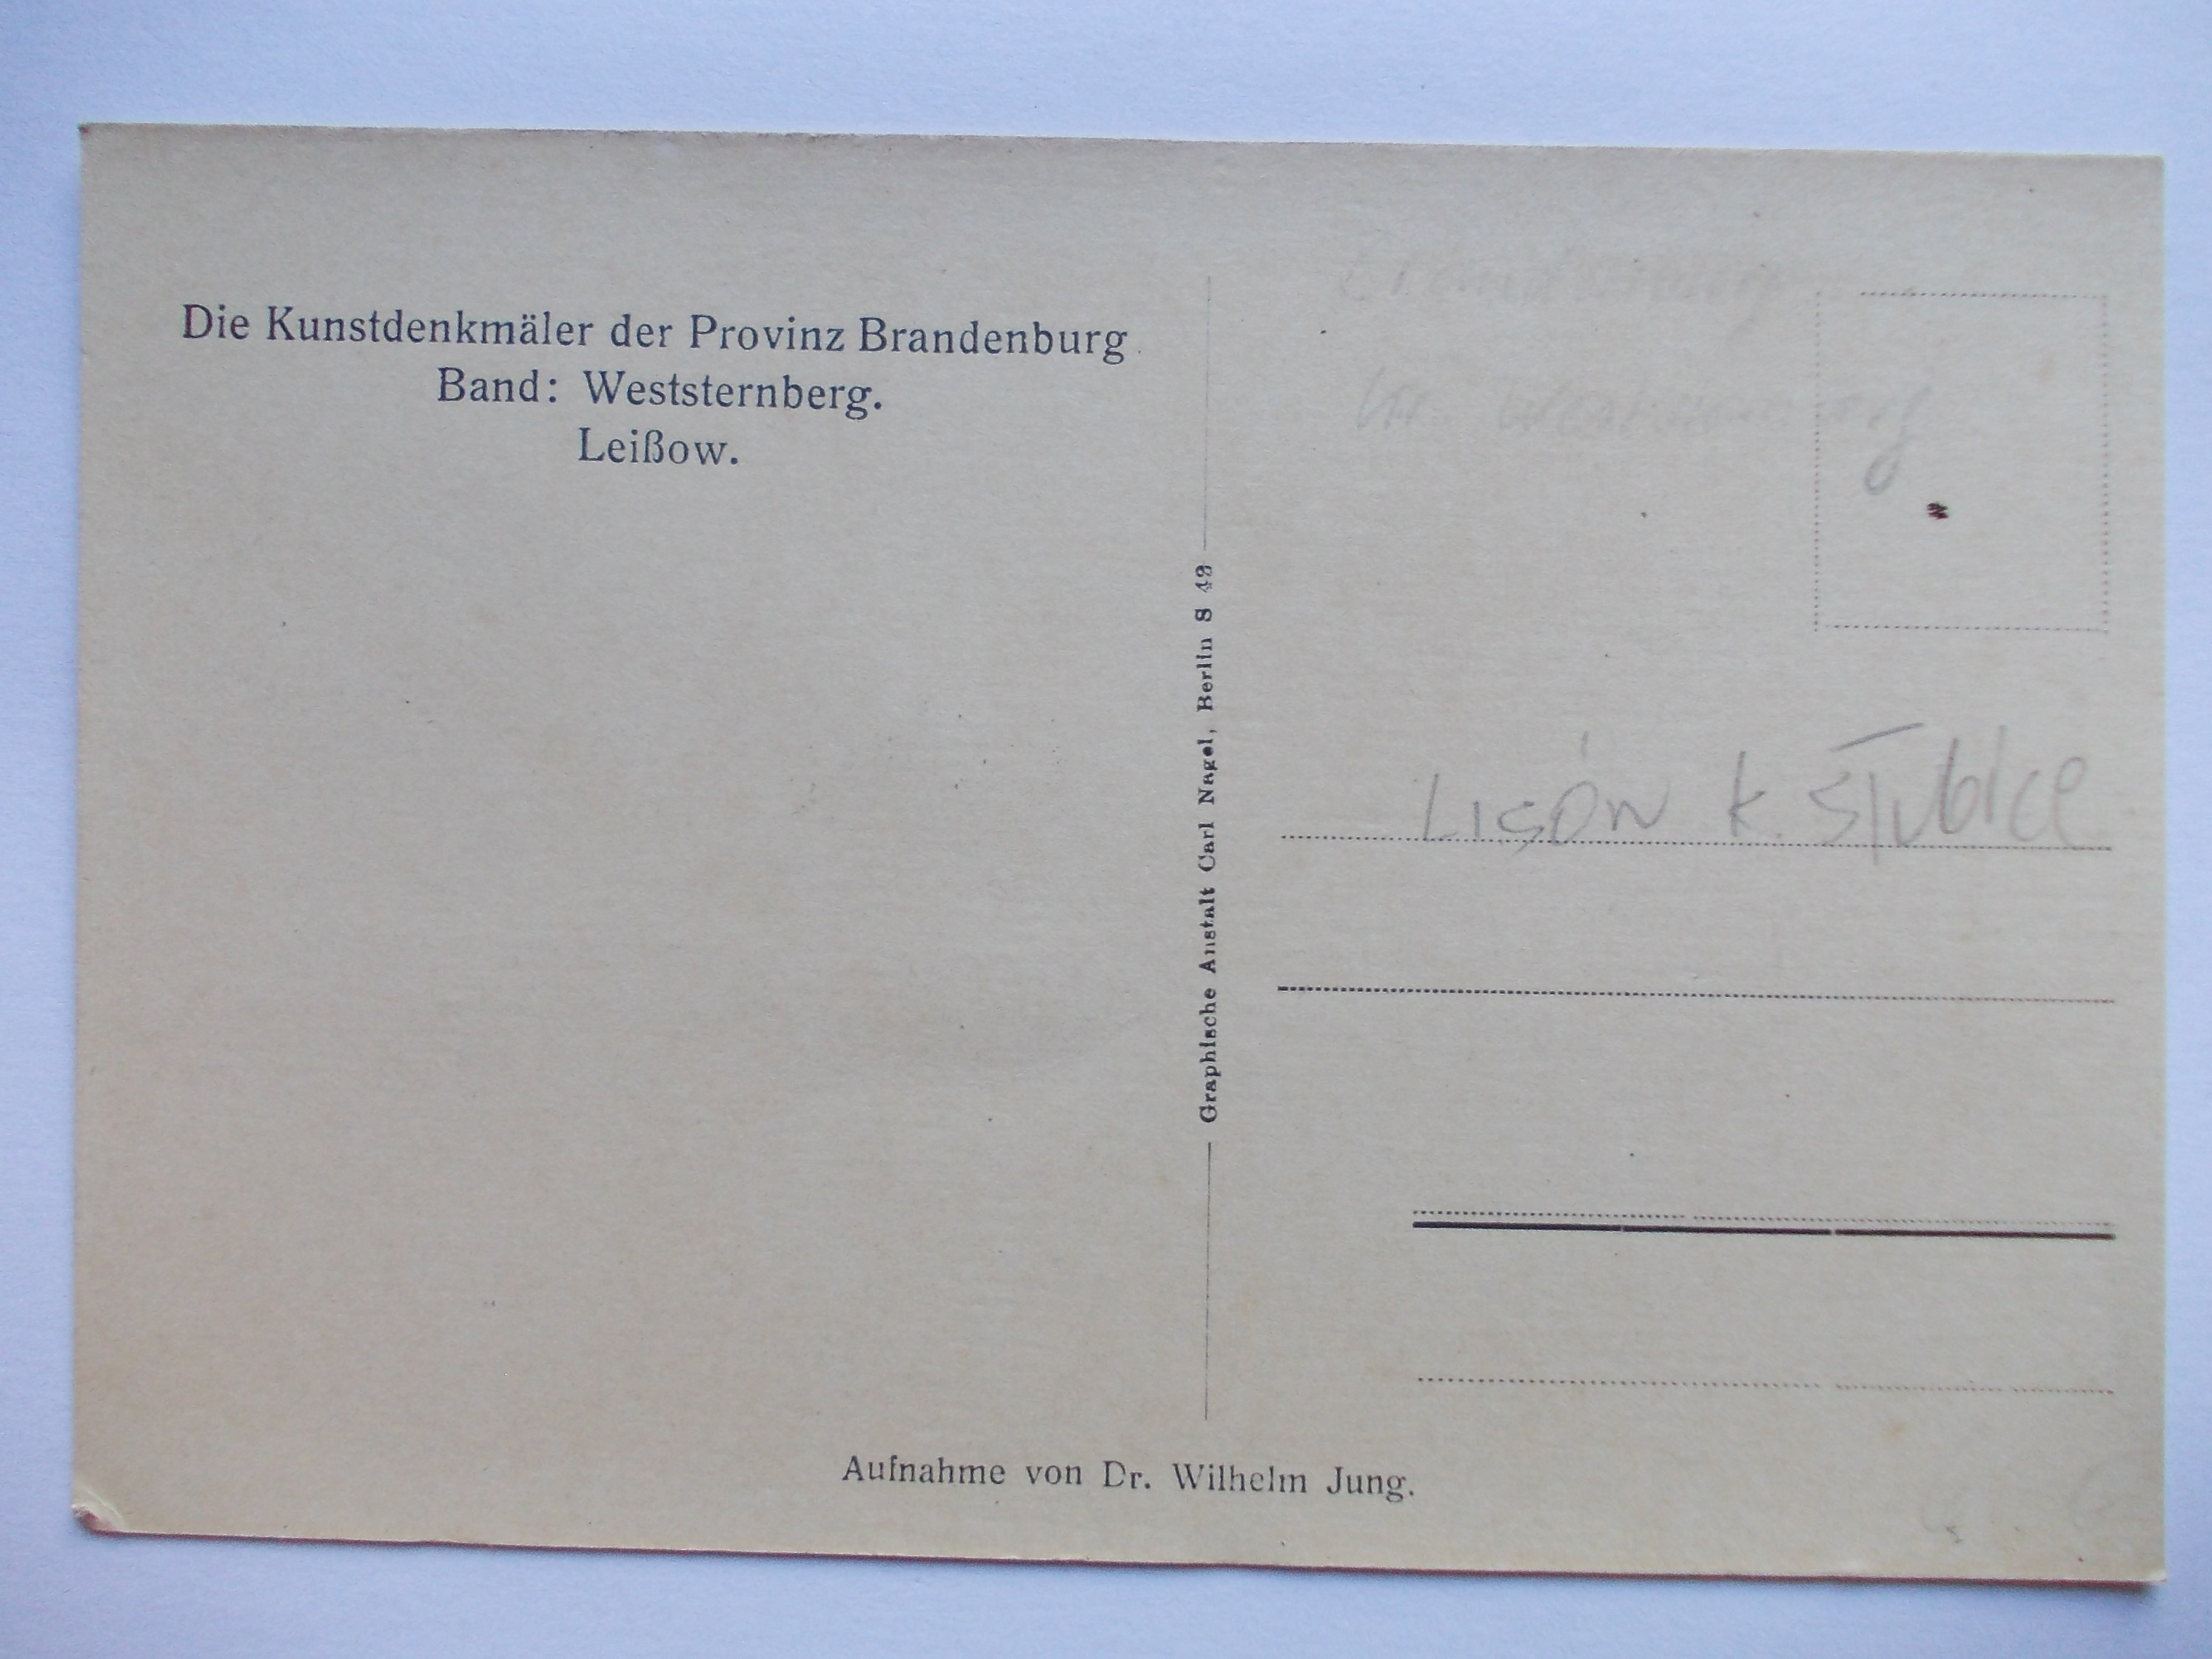 Die Kunstdenkmäler der Provinz Brandenburg
Band: Weststernberg.
Leißow.
Graphische Anstalt Carl Nagel, Berlin S 42
LISÓW k. SŁUbice
Aufnahme von Dr. Wilhelm Jung.